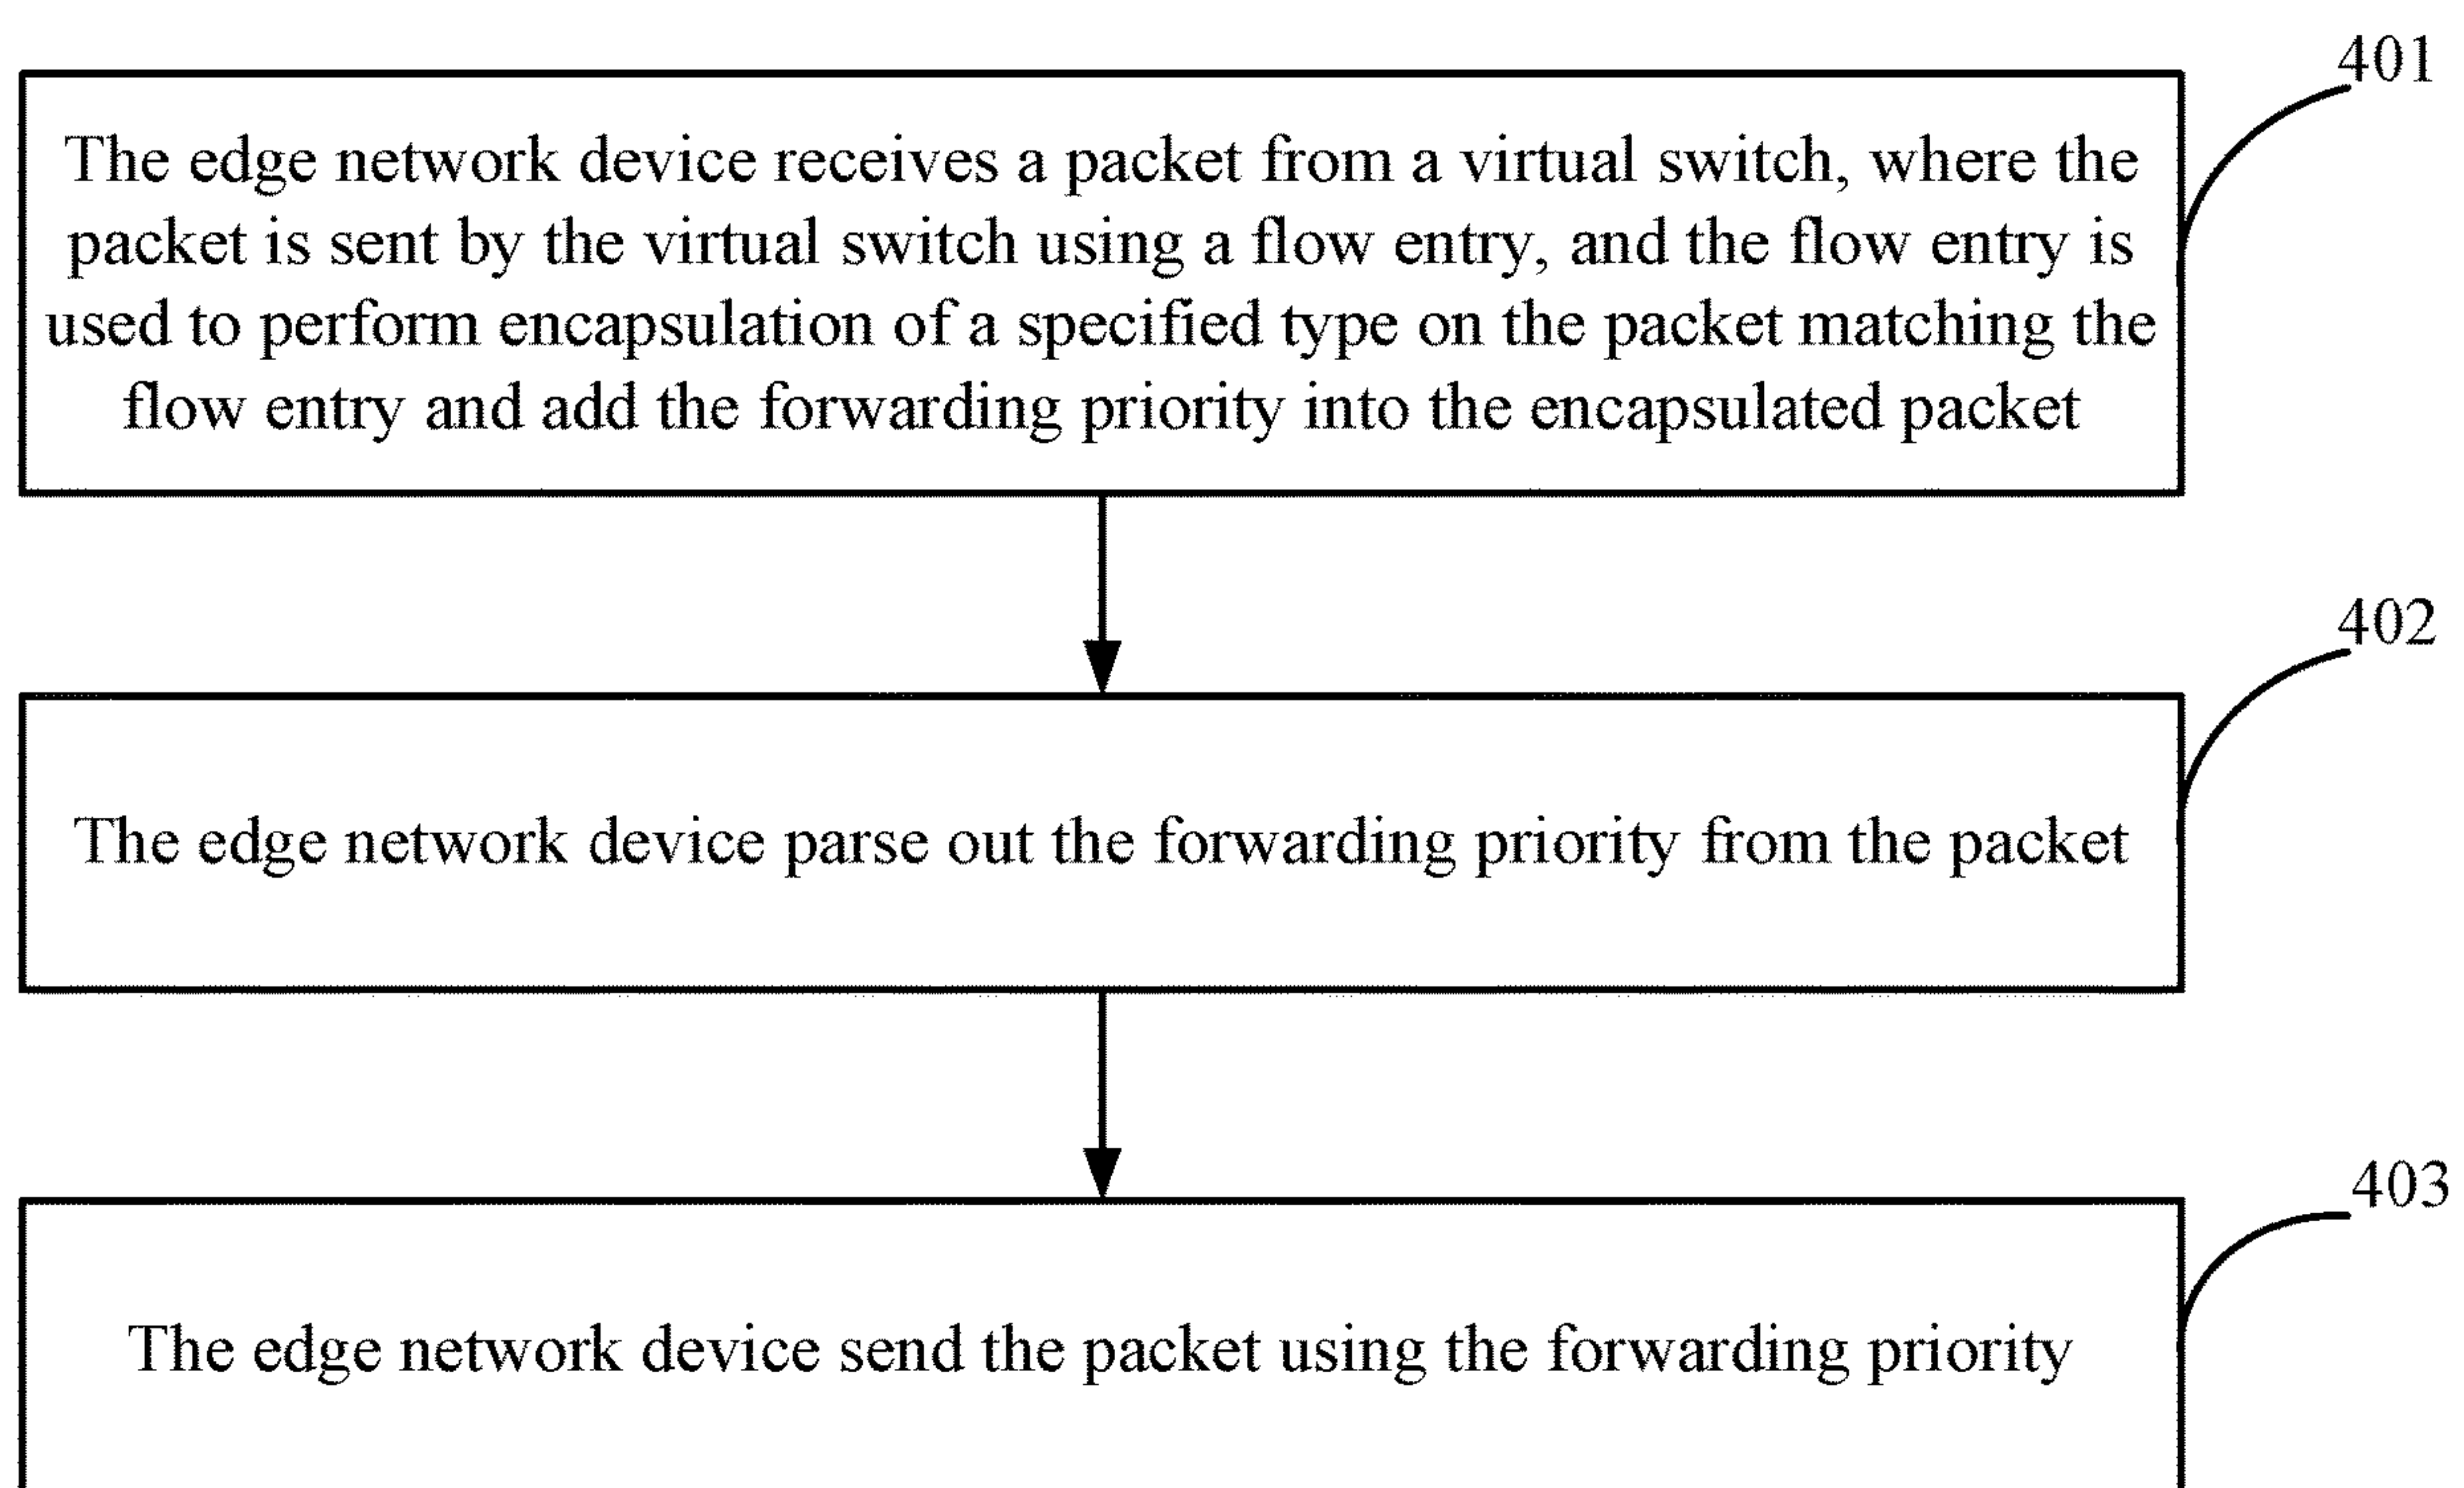 401
The edge network device receives a packet from a virtual switch, where the
packet is sent by the virtual switch using a flow entry, and the flow entry is
used to perform encapsulation of a specified type on the packet matching the
flow entry and add the forwarding priority into the encapsulated packet
402
The edge network device parse out the forwarding priority from the packet
403
The edge network device send the packet using the forwarding priority